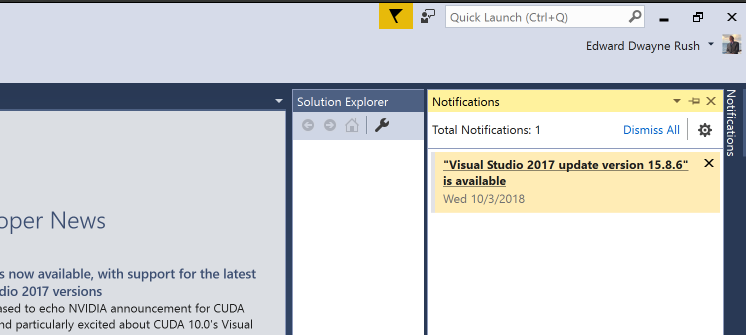 Quick Launch (Ctrl+Q)
Edward Dwayne Rush
Solution Explorer
Notifications
Notifications
Total Notifications: 1 Dismiss All
"Visual Studio 2017 update version 15.8.6"
is available
Wed 10/3/2018
oper News
s now available, with support for the latest
dio 2017 versions
ased to echo NVIDIA announcement for CUDA
nd particularly excited about CUDA 10.0's Visual